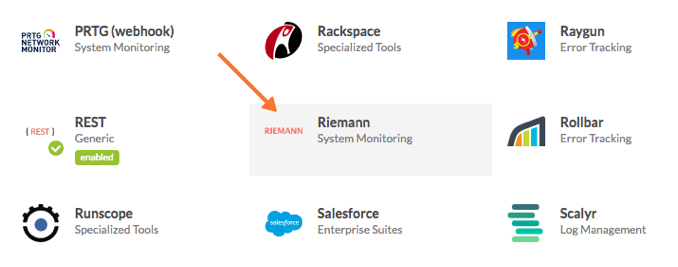 PRTG
NETWORK
MONITOR
PRTG (webhook)
System Monitoring
Rackspace
Specialized Tools
Raygun
Error Tracking
{ REST }
REST
Generic
enabled
RIEMANN
Riemann
System Monitoring
Rollbar
Error Tracking
Runscope
Specialized Tools
salesforce
Salesforce
Enterprise Suites
Scalyr
Log Management